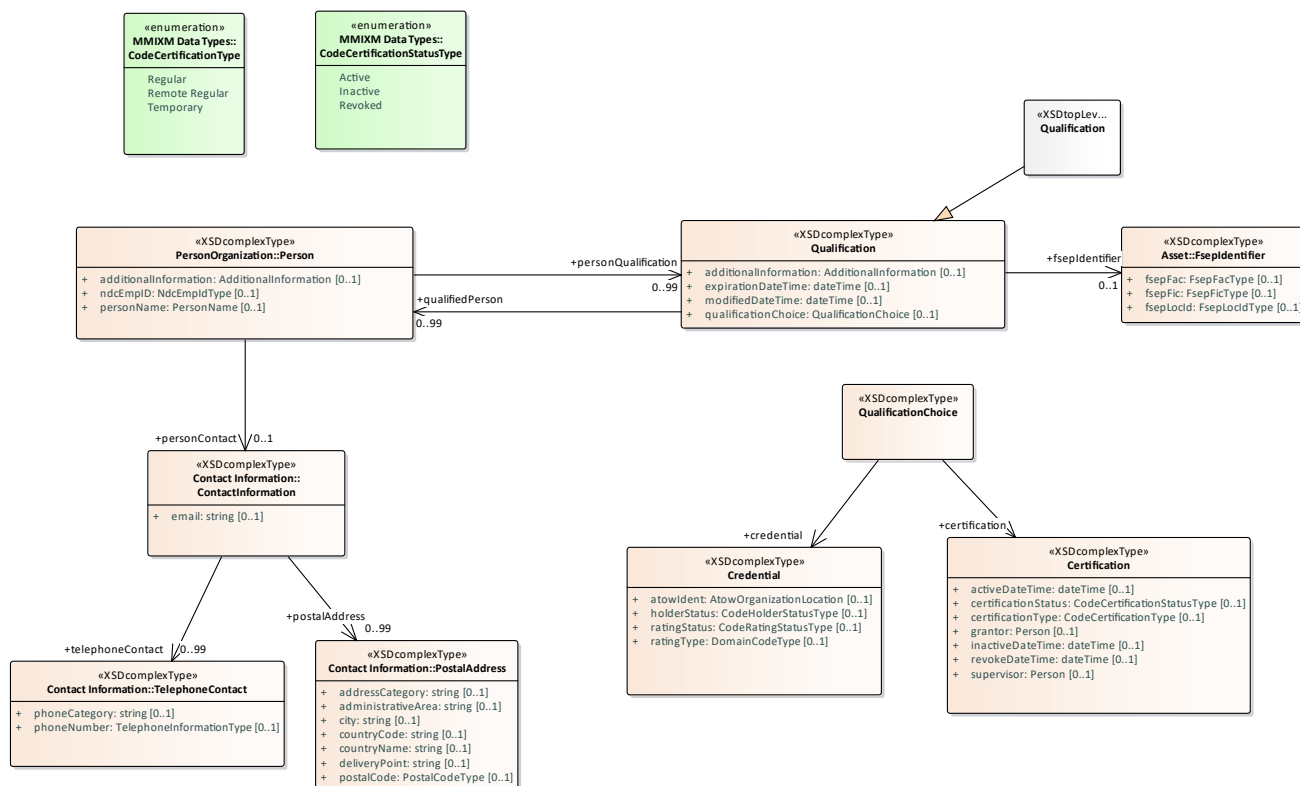 «enumeration»
MMIXM Data Types::
CodeCertificationType
Regular
Remote Regular
Temporary
«enumeration»
MMIXM Data Types::
CodeCertificationStatusType
Active
Inactive
Revoked
«XSDtopLev...
Qualification
«XSDcomplexType»
PersonOrganization::Person
+ additionalInformation: AdditionalInformation [0..1]
+ ndcEmpID: NdcEmpIdType [0..1]
+ personName: PersonName [0..1]
+personQualification
0..99
+qualifiedPerson
0..99
«XSDcomplexType»
Qualification
+ additionalInformation: AdditionalInformation [0..1]
+ expirationDateTime: dateTime [0..1]
+ modifiedDateTime: dateTime [0..1]
+ qualificationChoice: QualificationChoice [0..1]
+fsepIdentifier
0..1
«XSDcomplexType»
Asset::FsepIdentifier
+ fsepFac: FsepFacType [0..1]
+ fsepFic: FsepFicType [0..1]
+ fsepLocId: FsepLocIdType [0..1]
«XSDcomplexType»
QualificationChoice
+personContact
0..1
«XSDcomplexType»
Contact Information::
ContactInformation
+ email: string [0..1]
+credential
+certification
«XSDcomplexType»
Credential
+ atowIdent: AtowOrganizationLocation [0..1]
+ holderStatus: CodeHolderStatusType [0..1]
+ ratingStatus: CodeRatingStatusType [0..1]
+ ratingType: DomainCodeType [0..1]
«XSDcomplexType»
Certification
+ activeDateTime: dateTime [0..1]
+ certificationStatus: CodeCertificationStatusType [0..1]
+ certificationType: CodeCertificationType [0..1]
+ grantor: Person [0..1]
+ inactiveDateTime: dateTime [0..1]
+ revokeDateTime: dateTime [0..1]
+ supervisor: Person [0..1]
+telephoneContact
0..99
+postalAddress
0..99
«XSDcomplexType»
Contact Information::TelephoneContact
+ phoneCategory: string [0..1]
+ phoneNumber: TelephoneInformationType [0..1]
«XSDcomplexType»
Contact Information::PostalAddress
+ addressCategory: string [0..1]
+ administrativeArea: string [0..1]
+ city: string [0..1]
+ countryCode: string [0..1]
+ countryName: string [0..1]
+ deliveryPoint: string [0..1]
+ postalCode: PostalCodeType [0..1]